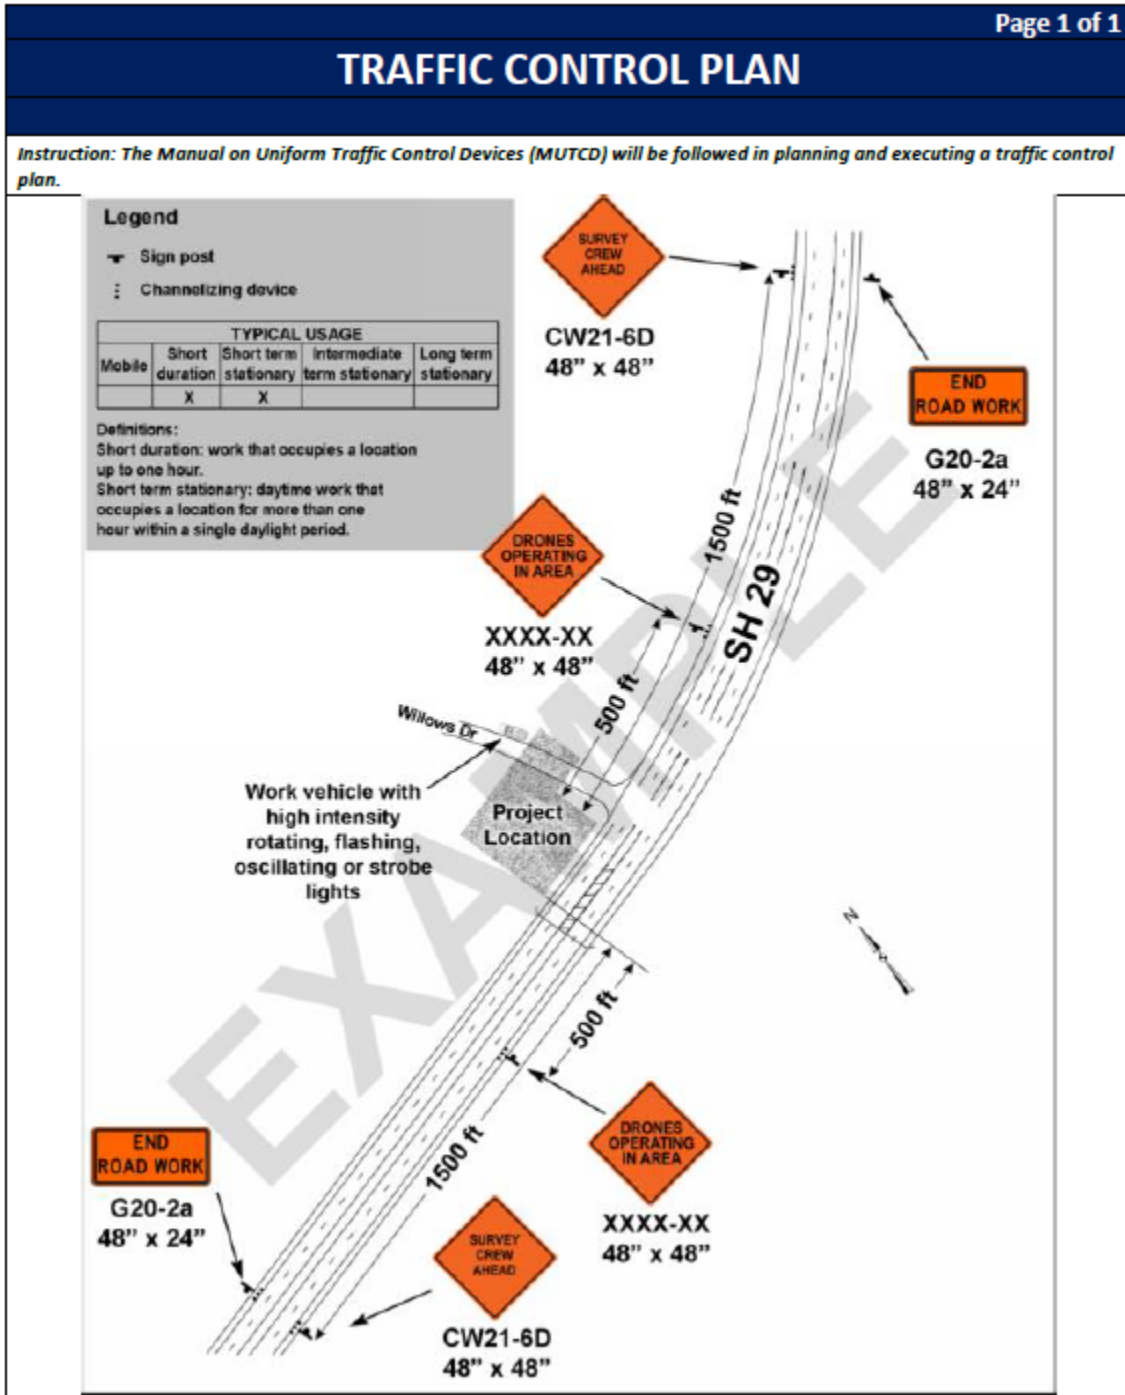 Page 1 of 1
TRAFFIC CONTROL PLAN
Instruction: The Manual on Uniform Traffic Control Devices (MUTCD) will be followed in planning and executing a traffic control
plan.
Legend
Sign post
Channelizing device
TYPICAL USAGE
Mobile Short duration Short term stationary Intermediate term stationary Long term stationary
X X
Definitions:
Short duration: work that occupies a location
up to one hour.
Short term stationary: daytime work that
occupies a location for more than one
hour within a single daylight period.
SURVEY
CREW
AHEAD
CW21-6D
48" x 48"
END
ROAD WORK
G20-2a
48" x 24"
1500 ft
SH 29
DRONES
OPERATING
IN AREA
XXXX-XX
48" x 48"
500 ft
Willows Dr
Work vehicle with
high intensity
rotating, flashing,
oscillating or strobe
lights
Project
Location
EXAMPLE
N
500 ft
1500 ft
DRONES
OPERATING
IN AREA
XXXX-XX
48" x 48"
END
ROAD WORK
G20-2a
48" x 24"
SURVEY
CREW
AHEAD
CW21-6D
48" x 48"